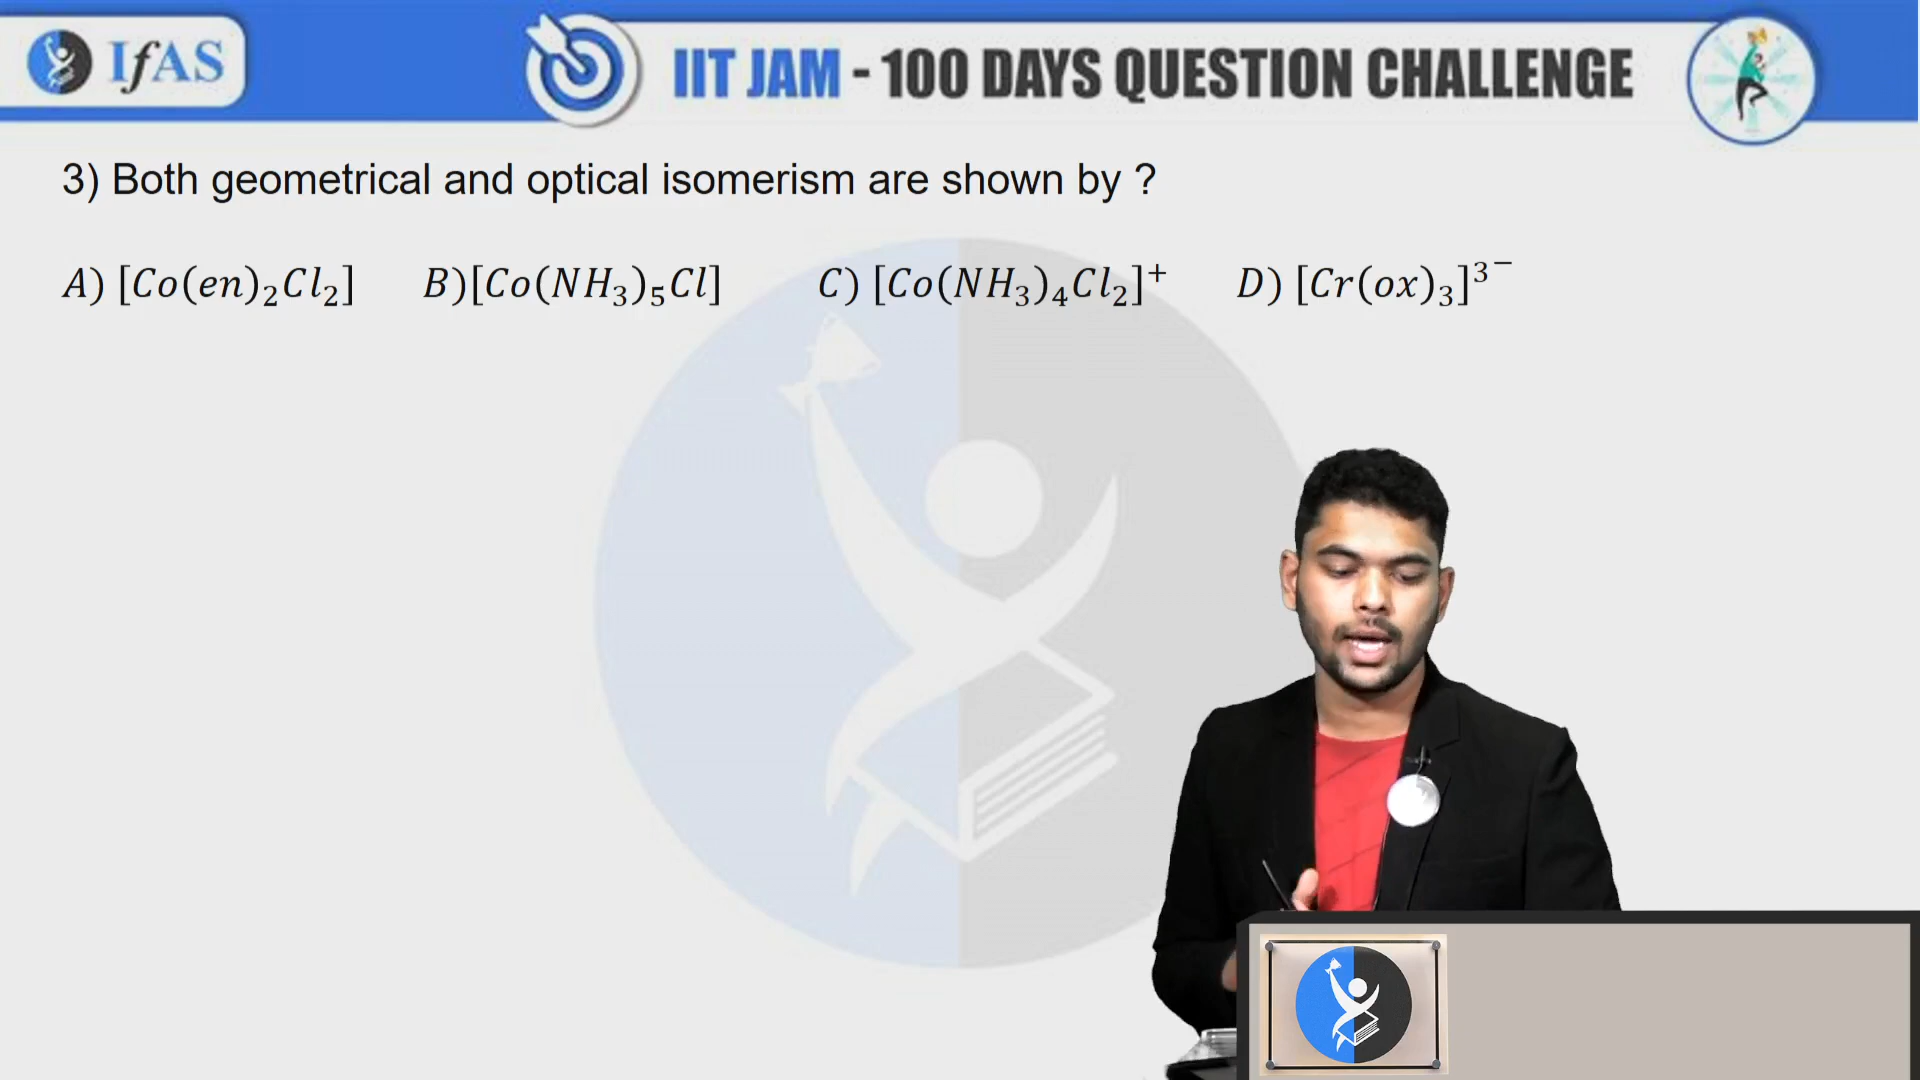 IfAS
IIT JAM - 100 DAYS QUESTION CHALLENGE
3) Both geometrical and optical isomerism are shown by ?
A) [Co(en)₂Cl₂] B)[Co(NH₃)₅Cl] C) [Co(NH₃)₄Cl₂]⁺ D) [Cr(ox)₃]³⁻